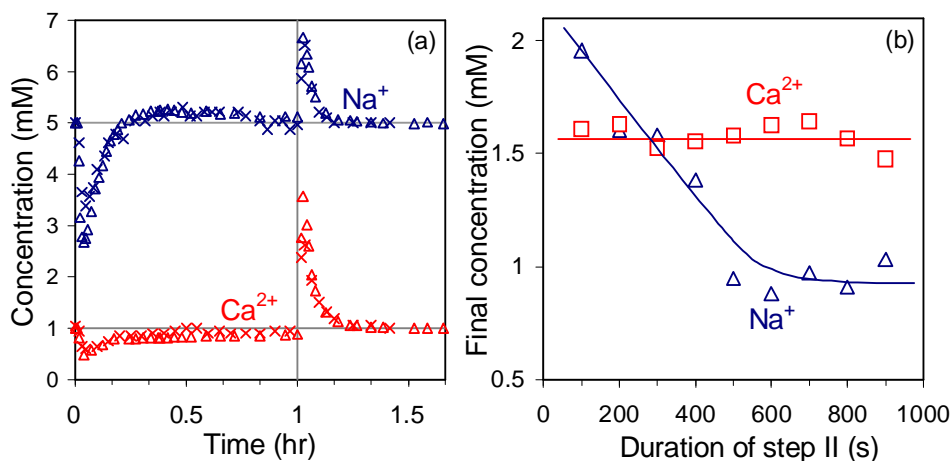 (a)
Concentration (mM)
7
6
5
4
3
2
1
0
Na⁺
Ca²⁺
0
0.5
1
1.5
Time (hr)
(b)
Final concentration (mM)
2
1.5
1
0.5
Ca²⁺
Na⁺
0
200
400
600
800
1000
Duration of step II (s)